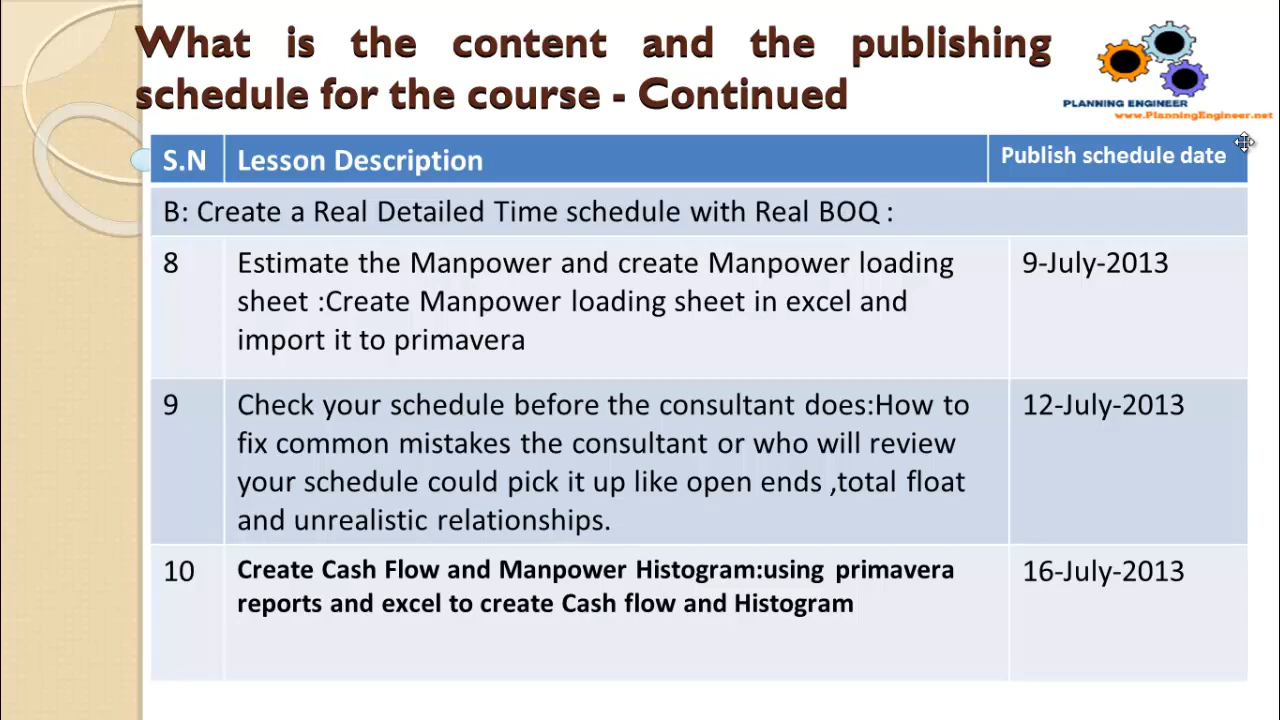 What is the content and the publishing
schedule for the course - Continued
PLANNING ENGINEER
www.PlanningEngineer.net
S.N Lesson Description Publish schedule date
B: Create a Real Detailed Time schedule with Real BOQ :
8 Estimate the Manpower and create Manpower loading 9-July-2013
sheet :Create Manpower loading sheet in excel and
import it to primavera
9 Check your schedule before the consultant does:How to 12-July-2013
fix common mistakes the consultant or who will review
your schedule could pick it up like open ends ,total float
and unrealistic relationships.
10 Create Cash Flow and Manpower Histogram:using primavera 16-July-2013
reports and excel to create Cash flow and Histogram